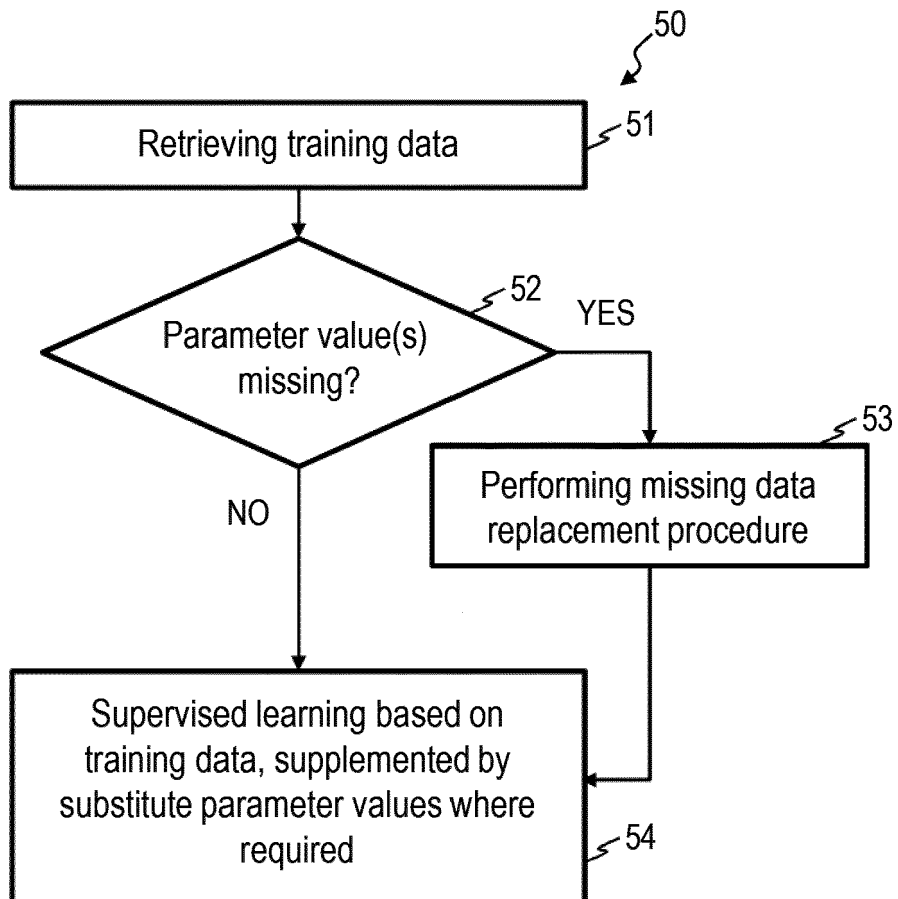 50
Retrieving training data
51
52
Parameter value(s)
missing?
YES
53
Performing missing data
replacement procedure
NO
Supervised learning based on
training data, supplemented by
substitute parameter values where
required
54